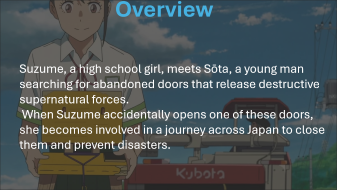 Overview
Suzume, a high school girl, meets Sōta, a young man
searching for abandoned doors that release destructive
supernatural forces.
When Suzume accidentally opens one of these doors,
she becomes involved in a journey across Japan to close
them and prevent disasters.
Kubota